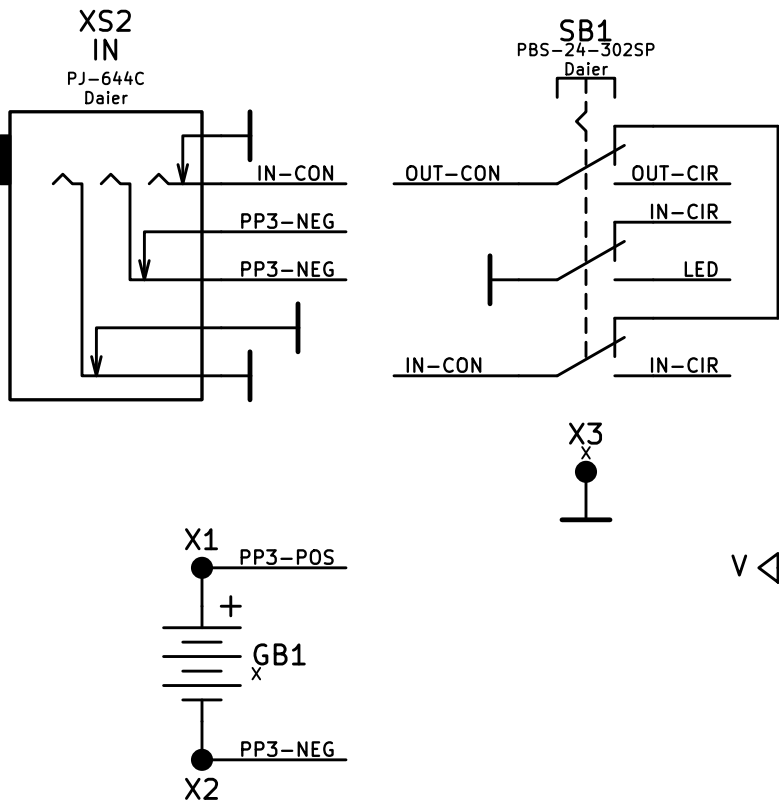 XS2
IN
PJ-644C
Daier
IN-CON
PP3-NEG
PP3-NEG
SB1
PBS-24-302SP
Daier
OUT-CON
OUT-CIR
IN-CIR
LED
IN-CON
IN-CIR
X3
X
X1
PP3-POS
+
GB1
X
PP3-NEG
X2
V